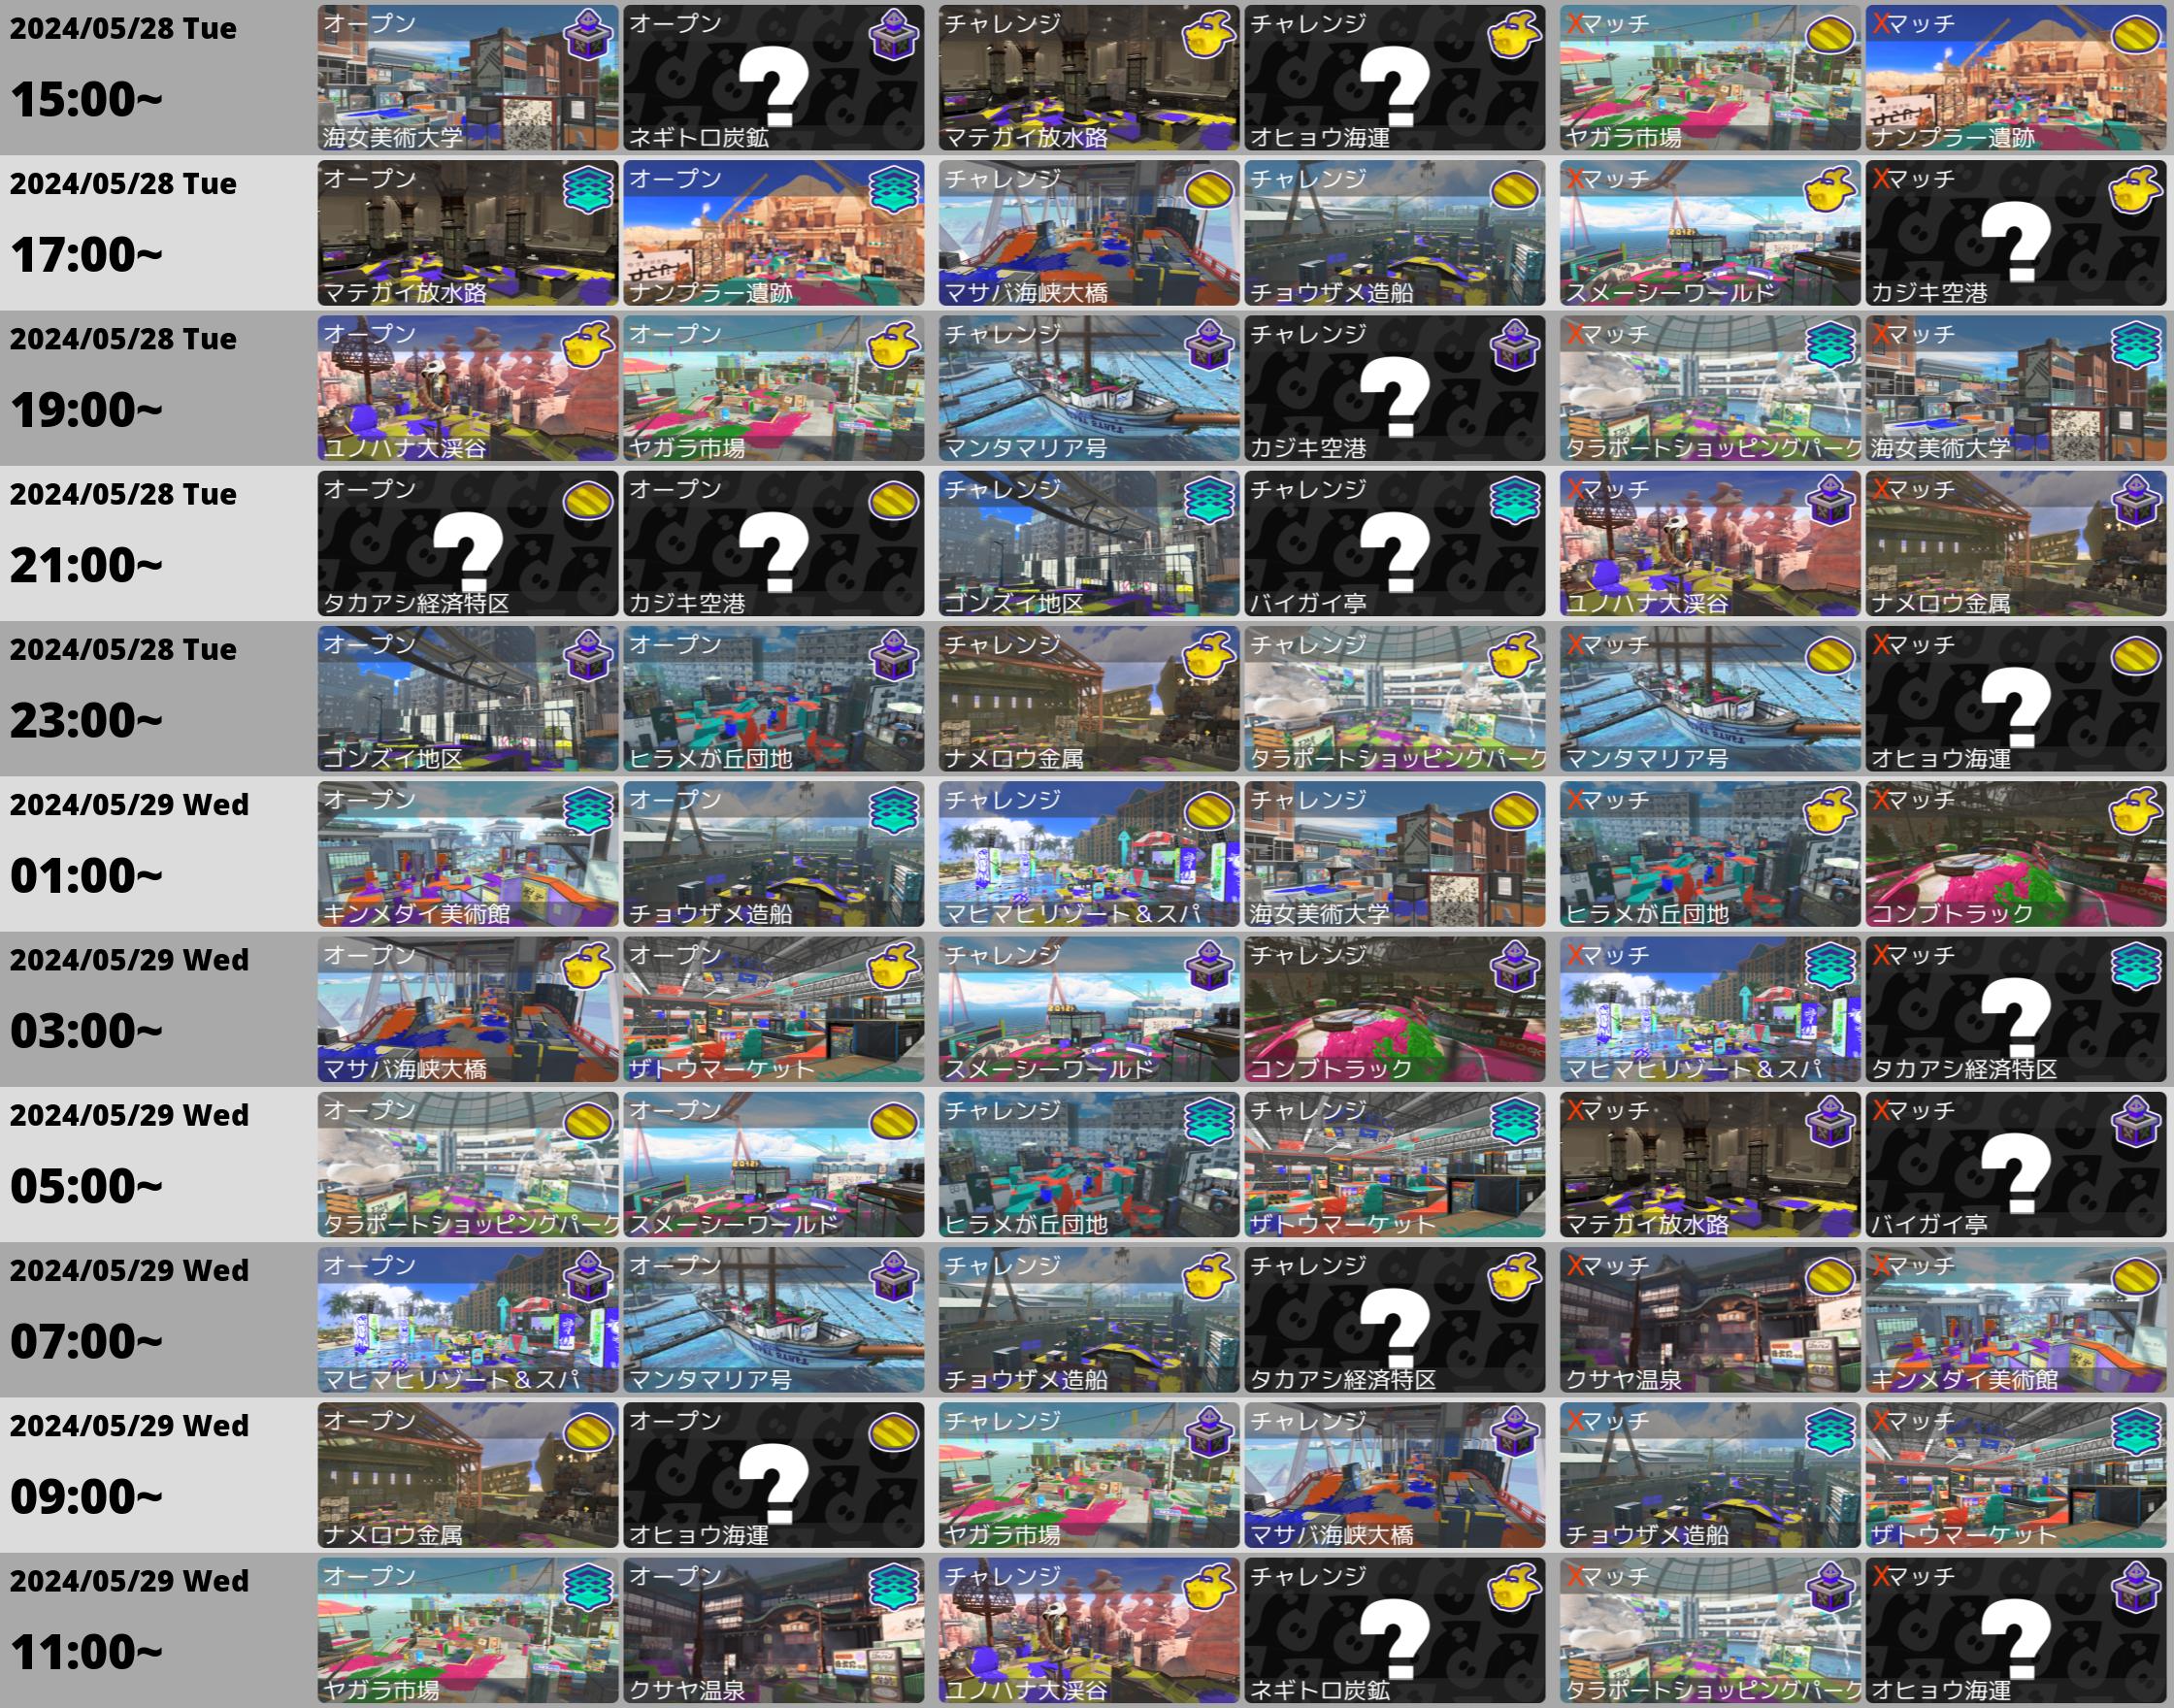 2024/05/28 Tue
15:00~
オープン
海女美術大学
オープン
ネギトロ炭鉱
チャレンジ
マテガイ放水路
チャレンジ
オヒョウ海運
Xマッチ
ヤガラ市場
Xマッチ
ナンプラー遺跡
2024/05/28 Tue
17:00~
オープン
マテガイ放水路
オープン
ナンプラー遺跡
チャレンジ
マサバ海峡大橋
チャレンジ
チョウザメ造船
Xマッチ
スメーシーワールド
Xマッチ
カジキ空港
2024/05/28 Tue
19:00~
オープン
ユノハナ大渓谷
オープン
ヤガラ市場
チャレンジ
マンタマリア号
チャレンジ
カジキ空港
Xマッチ
タラポートショッピングパーク
Xマッチ
海女美術大学
2024/05/28 Tue
21:00~
オープン
タカアシ経済特区
オープン
カジキ空港
チャレンジ
ゴンズイ地区
チャレンジ
バイガイ亭
Xマッチ
ユノハナ大渓谷
Xマッチ
ナメロウ金属
2024/05/28 Tue
23:00~
オープン
ゴンズイ地区
オープン
ヒラメが丘団地
チャレンジ
ナメロウ金属
チャレンジ
タラポートショッピングパーク
Xマッチ
マンタマリア号
Xマッチ
オヒョウ海運
2024/05/29 Wed
01:00~
オープン
キンメダイ美術館
オープン
チョウザメ造船
チャレンジ
マヒマヒリゾート&スパ
チャレンジ
海女美術大学
Xマッチ
ヒラメが丘団地
Xマッチ
コンブトラック
2024/05/29 Wed
03:00~
オープン
マサバ海峡大橋
オープン
ザトウマーケット
チャレンジ
スメーシーワールド
チャレンジ
コンブトラック
Xマッチ
マヒマヒリゾート&スパ
Xマッチ
タカアシ経済特区
2024/05/29 Wed
05:00~
オープン
タラポートショッピングパーク
オープン
スメーシーワールド
チャレンジ
ヒラメが丘団地
チャレンジ
ザトウマーケット
Xマッチ
マテガイ放水路
Xマッチ
バイガイ亭
2024/05/29 Wed
07:00~
オープン
マヒマヒリゾート&スパ
オープン
マンタマリア号
チャレンジ
チョウザメ造船
チャレンジ
タカアシ経済特区
Xマッチ
クサヤ温泉
Xマッチ
キンメダイ美術館
2024/05/29 Wed
09:00~
オープン
ナメロウ金属
オープン
オヒョウ海運
チャレンジ
ヤガラ市場
チャレンジ
マサバ海峡大橋
Xマッチ
チョウザメ造船
Xマッチ
ザトウマーケット
2024/05/29 Wed
11:00~
オープン
ヤガラ市場
オープン
クサヤ温泉
チャレンジ
ユノハナ大渓谷
チャレンジ
ネギトロ炭鉱
Xマッチ
タラポートショッピングパーク
Xマッチ
オヒョウ海運